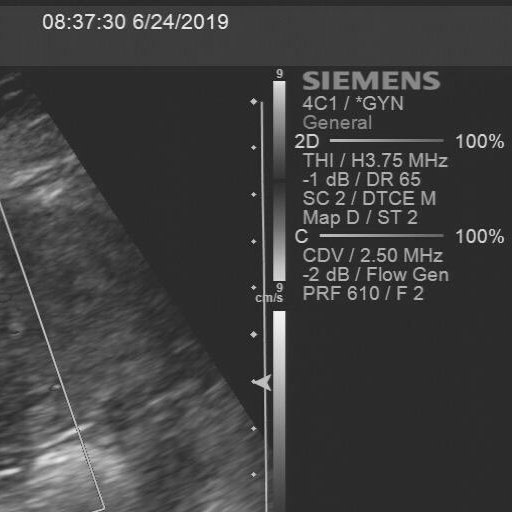 08:37:30 6/24/2019
9
SIEMENS
4C1 / *GYN
General
2D 100%
THI / H3.75 MHz
-1 dB / DR 65
SC 2 / DTCE M
Map D / ST 2
C 100%
CDV / 2.50 MHz
-2 dB / Flow Gen
9
cm/s
PRF 610 / F 2